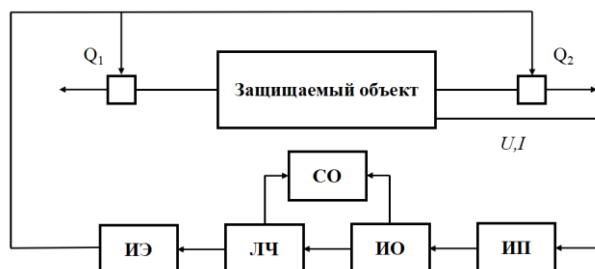 Q1 Q2
Защищаемый объект
U,I
СО
ИЭ ЛЧ ИО ИП